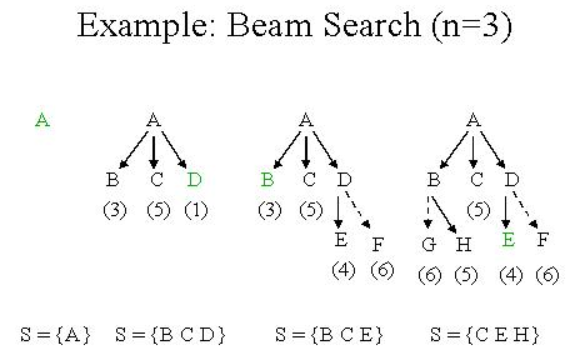 Example: Beam Search (n=3)
A A A A
B C D B C D B C D
(3) (5) (1) (3) (5) (5)
E F G H E F
(4) (6) (6) (5) (4) (6)
S = {A} S = {B C D} S = {B C E} S = {C E H}